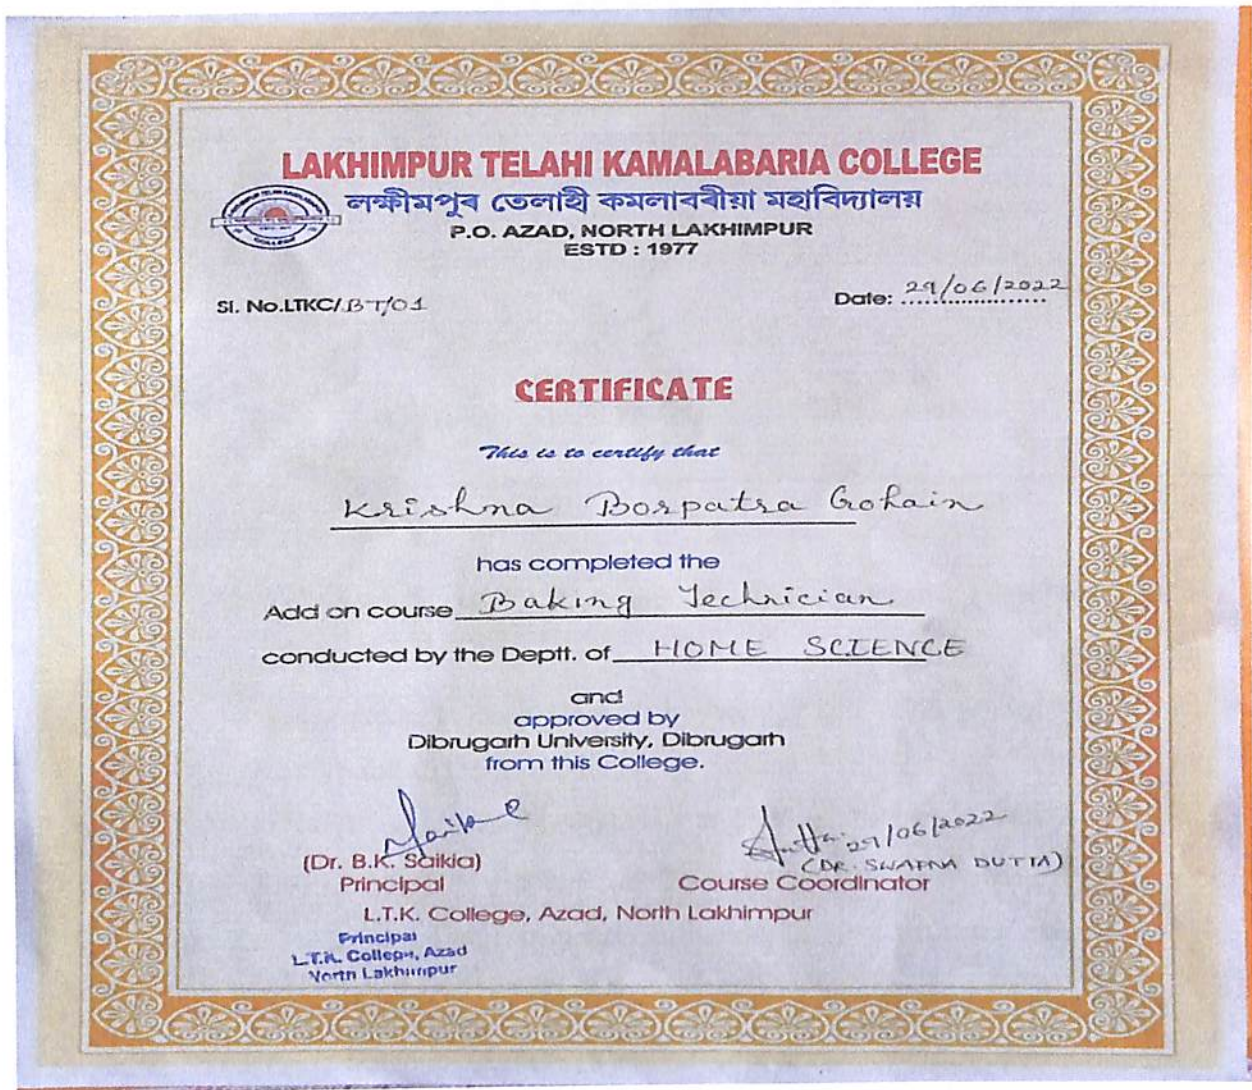 LAKHIMPUR TELAHI KAMALABARIA COLLEGE
লক্ষীমপুৰ তেলাহী কমলাবৰীয়া মহাবিদ্যালয়
P.O. AZAD, NORTH LAKHIMPUR
ESTD : 1977
Sl. No.LTKC/BT/01
Date: 29/06/2022
CERTIFICATE
This is to certify that
Krishna Borpatra Gohain
has completed the
Add on course Baking Technician
conducted by the Deptt. of HOME SCIENCE
and
approved by
Dibrugarh University, Dibrugarh
from this College.
29/06/2022
(Dr. B.K. Saikia)
(DR. SWAPNA DUTTA)
Principal
Course Coordinator
L.T.K. College, Azad, North Lakhimpur
Principal
L.T.K. College, Azad
North Lakhimpur